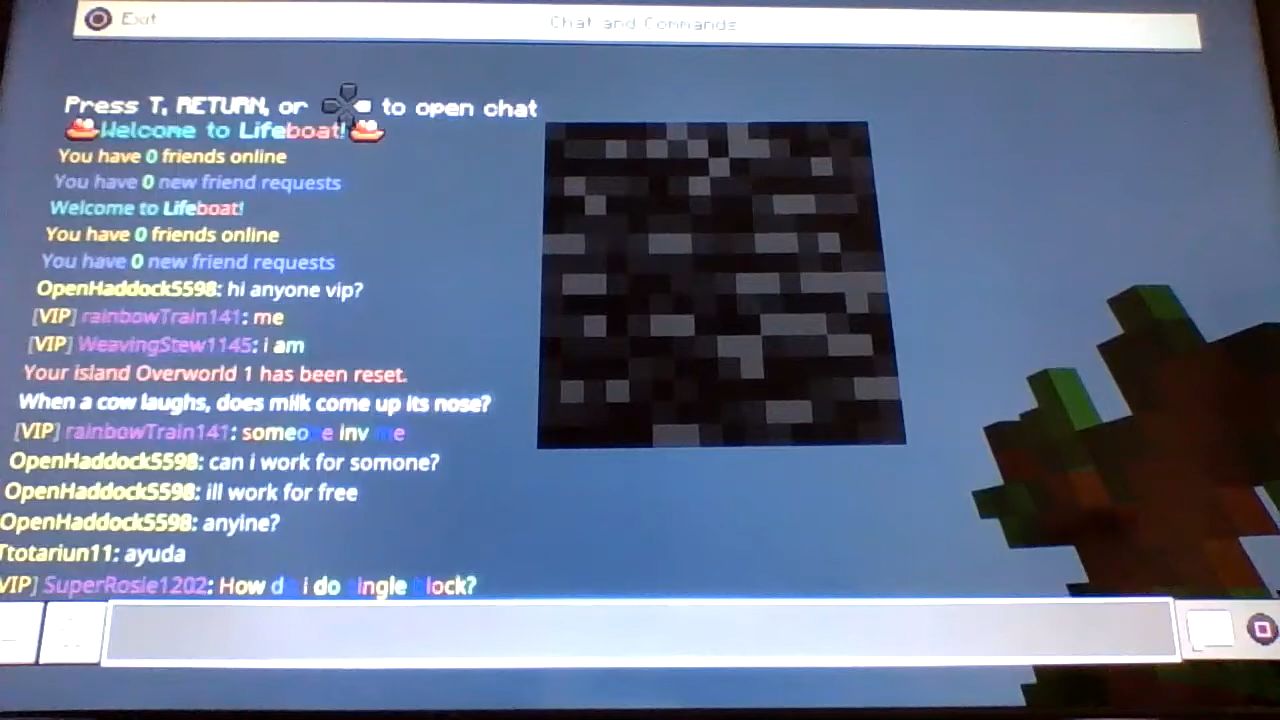 Exit
Chat and Commands
Press T, RETURN, or to open chat
Welcome to Lifeboat!
You have 0 friends online
You have 0 new friend requests
Welcome to Lifeboat!
You have 0 friends online
You have 0 new friend requests
OpenHaddock5598: hi anyone vip?
[VIP] rainbowTrain141: me
[VIP] WeavingStew1145: i am
Your island Overworld 1 has been reset.
When a cow laughs, does milk come up its nose?
[VIP] rainbowTrain141: someone inv me
OpenHaddock5598: can i work for somone?
OpenHaddock5598: ill work for free
OpenHaddock5598: anyine?
Ttotariun11: ayuda
VIP] SuperRosie1202: How do i do single block?